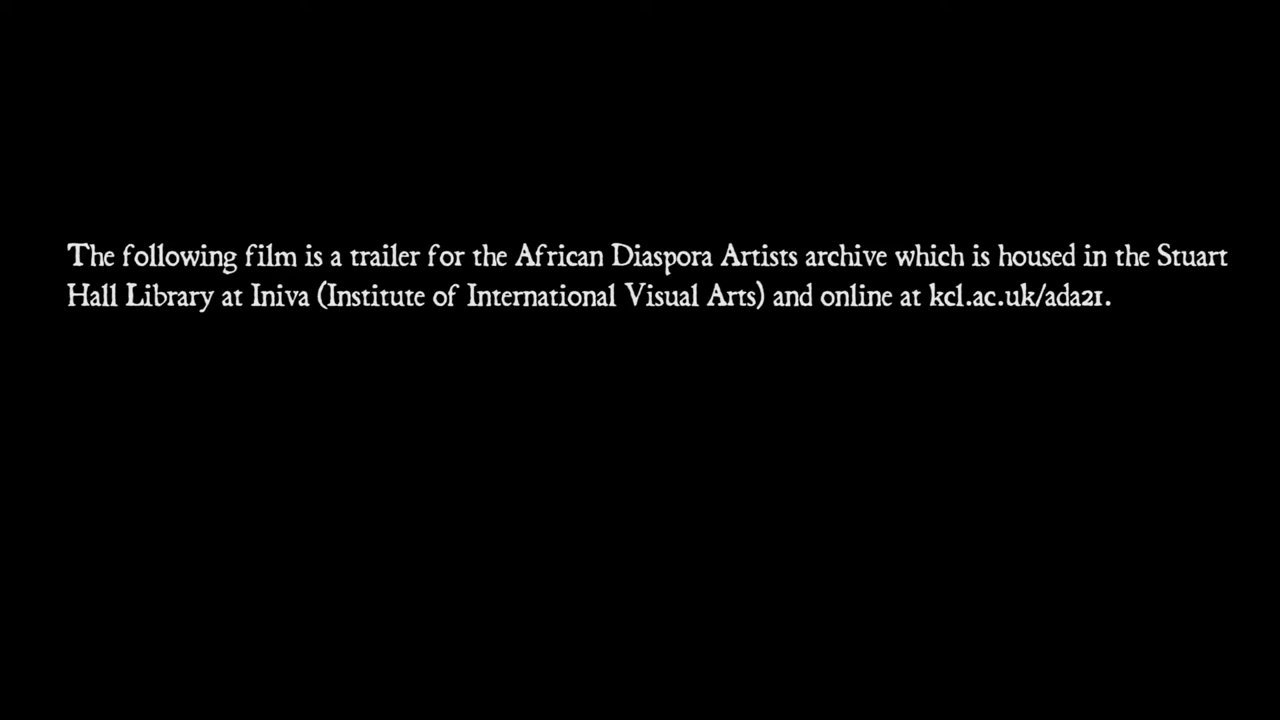 The following film is a trailer for the African Diaspora Artists archive which is housed in the Stuart
Hall Library at Iniva (Institute of International Visual Arts) and online at kcl.ac.uk/ada21.